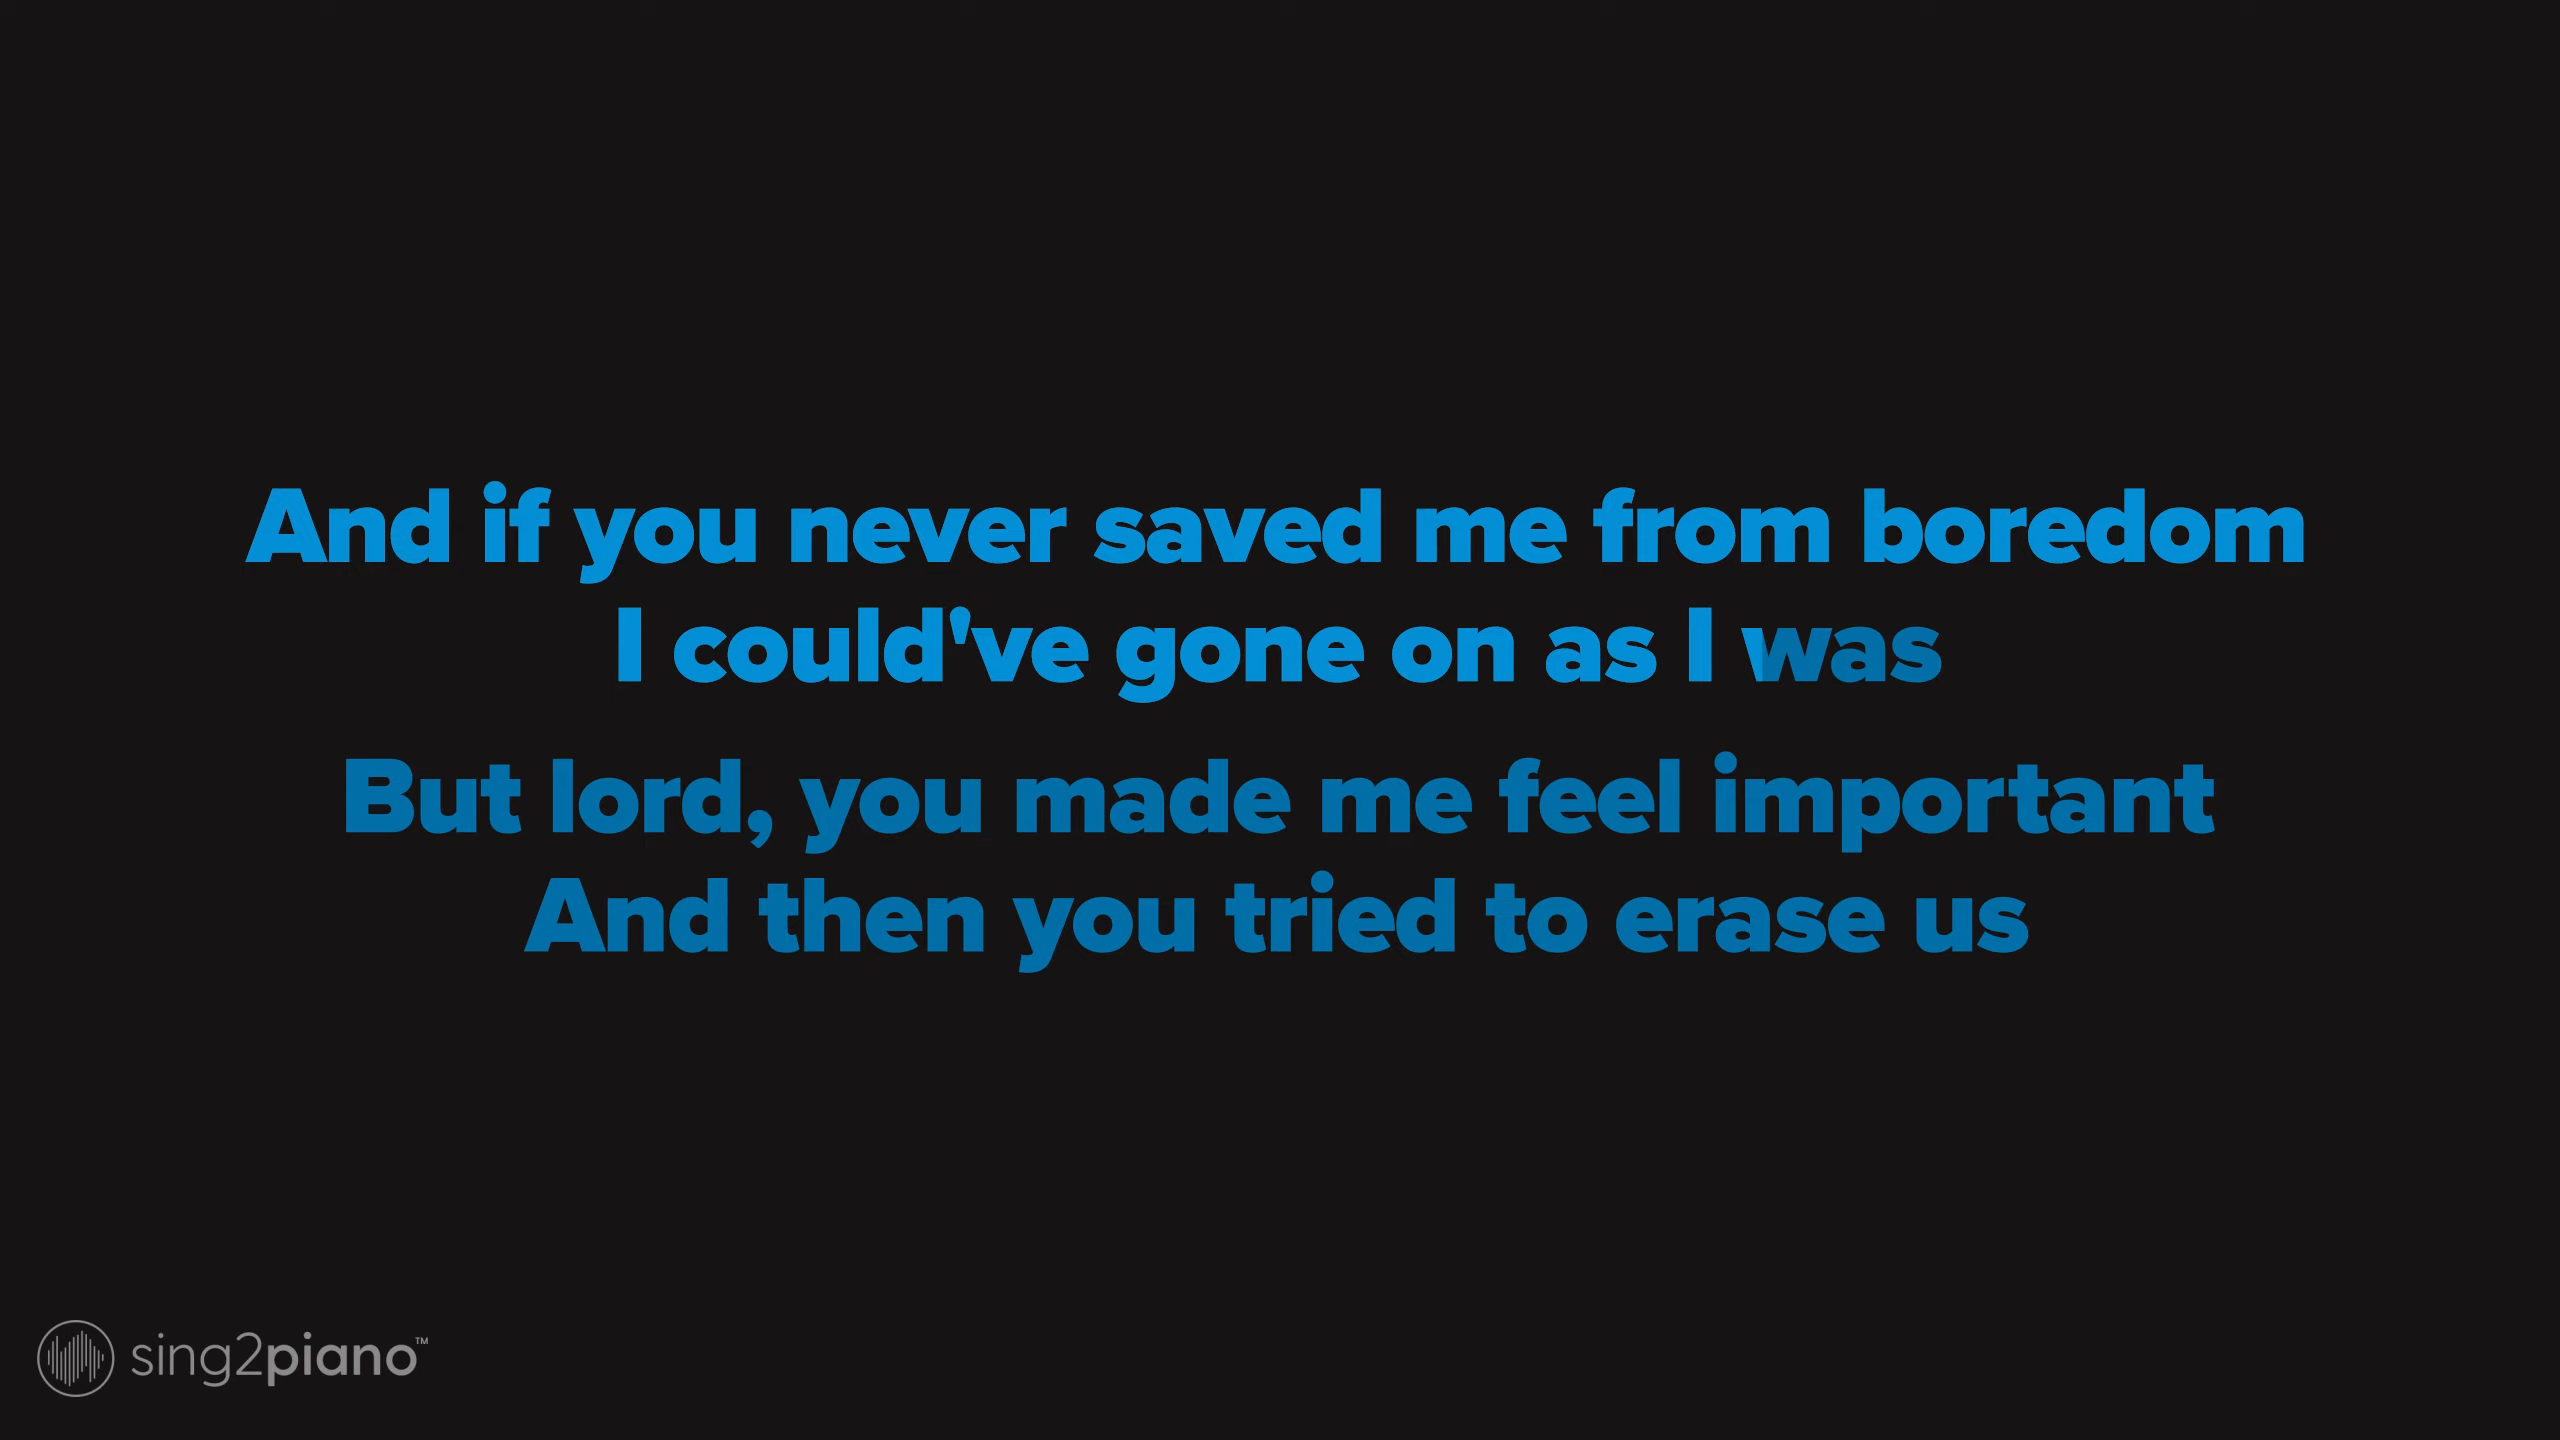 And if you never saved me from boredom
I could've gone on as I was
But lord, you made me feel important
And then you tried to erase us
sing2piano™